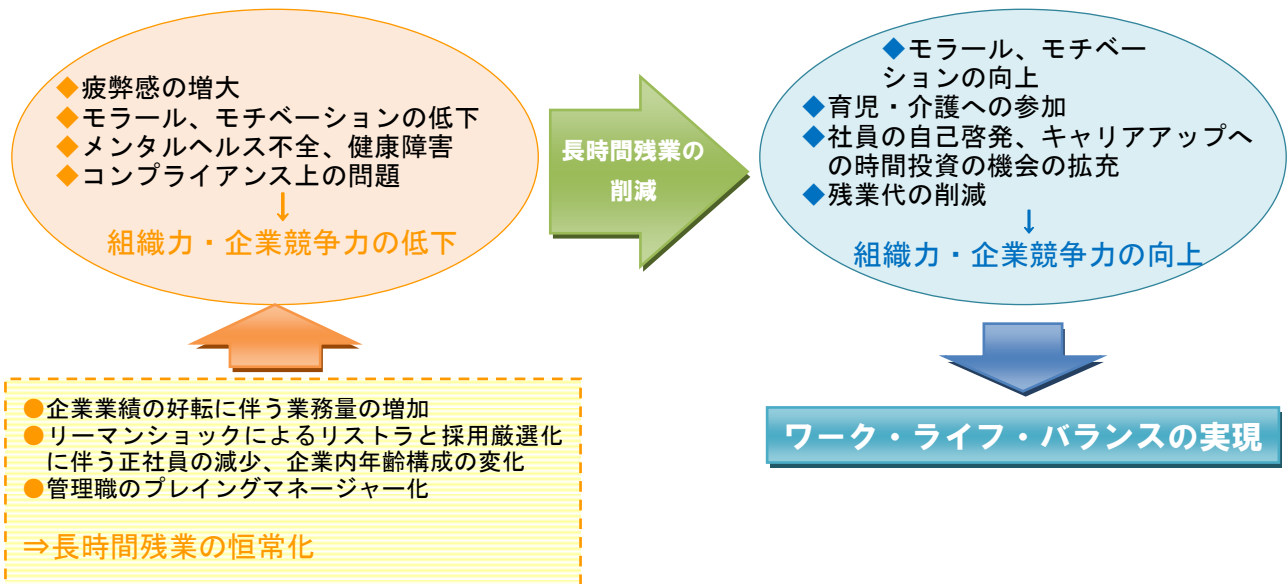 ◆疲弊感の増大
◆モラール、モチベーションの低下
◆メンタルヘルス不全、健康障害
◆コンプライアンス上の問題
↓
組織力・企業競争力の低下
長時間残業の
削減
◆モラール、モチベー
ションの向上
◆育児・介護への参加
◆社員の自己啓発、キャリアアップへ
の時間投資の機会の拡充
◆残業代の削減
↓
組織力・企業競争力の向上
●企業業績の好転に伴う業務量の増加
●リーマンショックによるリストラと採用厳選化
に伴う正社員の減少、企業内年齢構成の変化
●管理職のプレイングマネージャー化
⇒長時間残業の恒常化
ワーク・ライフ・バランスの実現